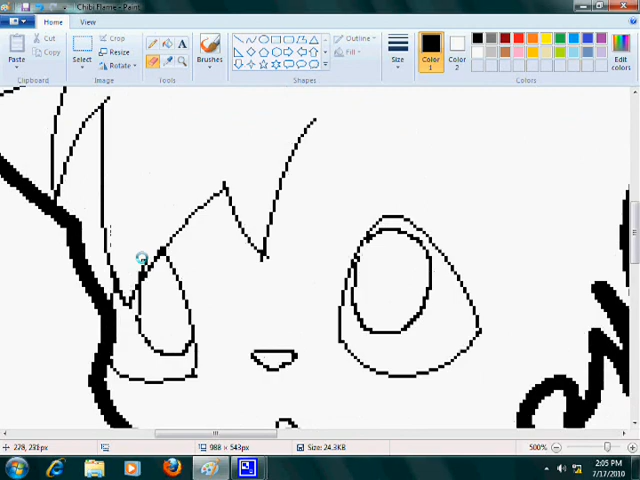 Chibi Flame - Paint
Home View
Paste
Cut
Copy
Clipboard
Select
Crop
Resize
Rotate
Image
A
Tools
Brushes
Outline
Fill
Shapes
Size
Color
1
Color
2
Edit
colors
Colors
228, 231px
988 × 543px
Size: 24.3KB
500%
2:05 PM
7/17/2010